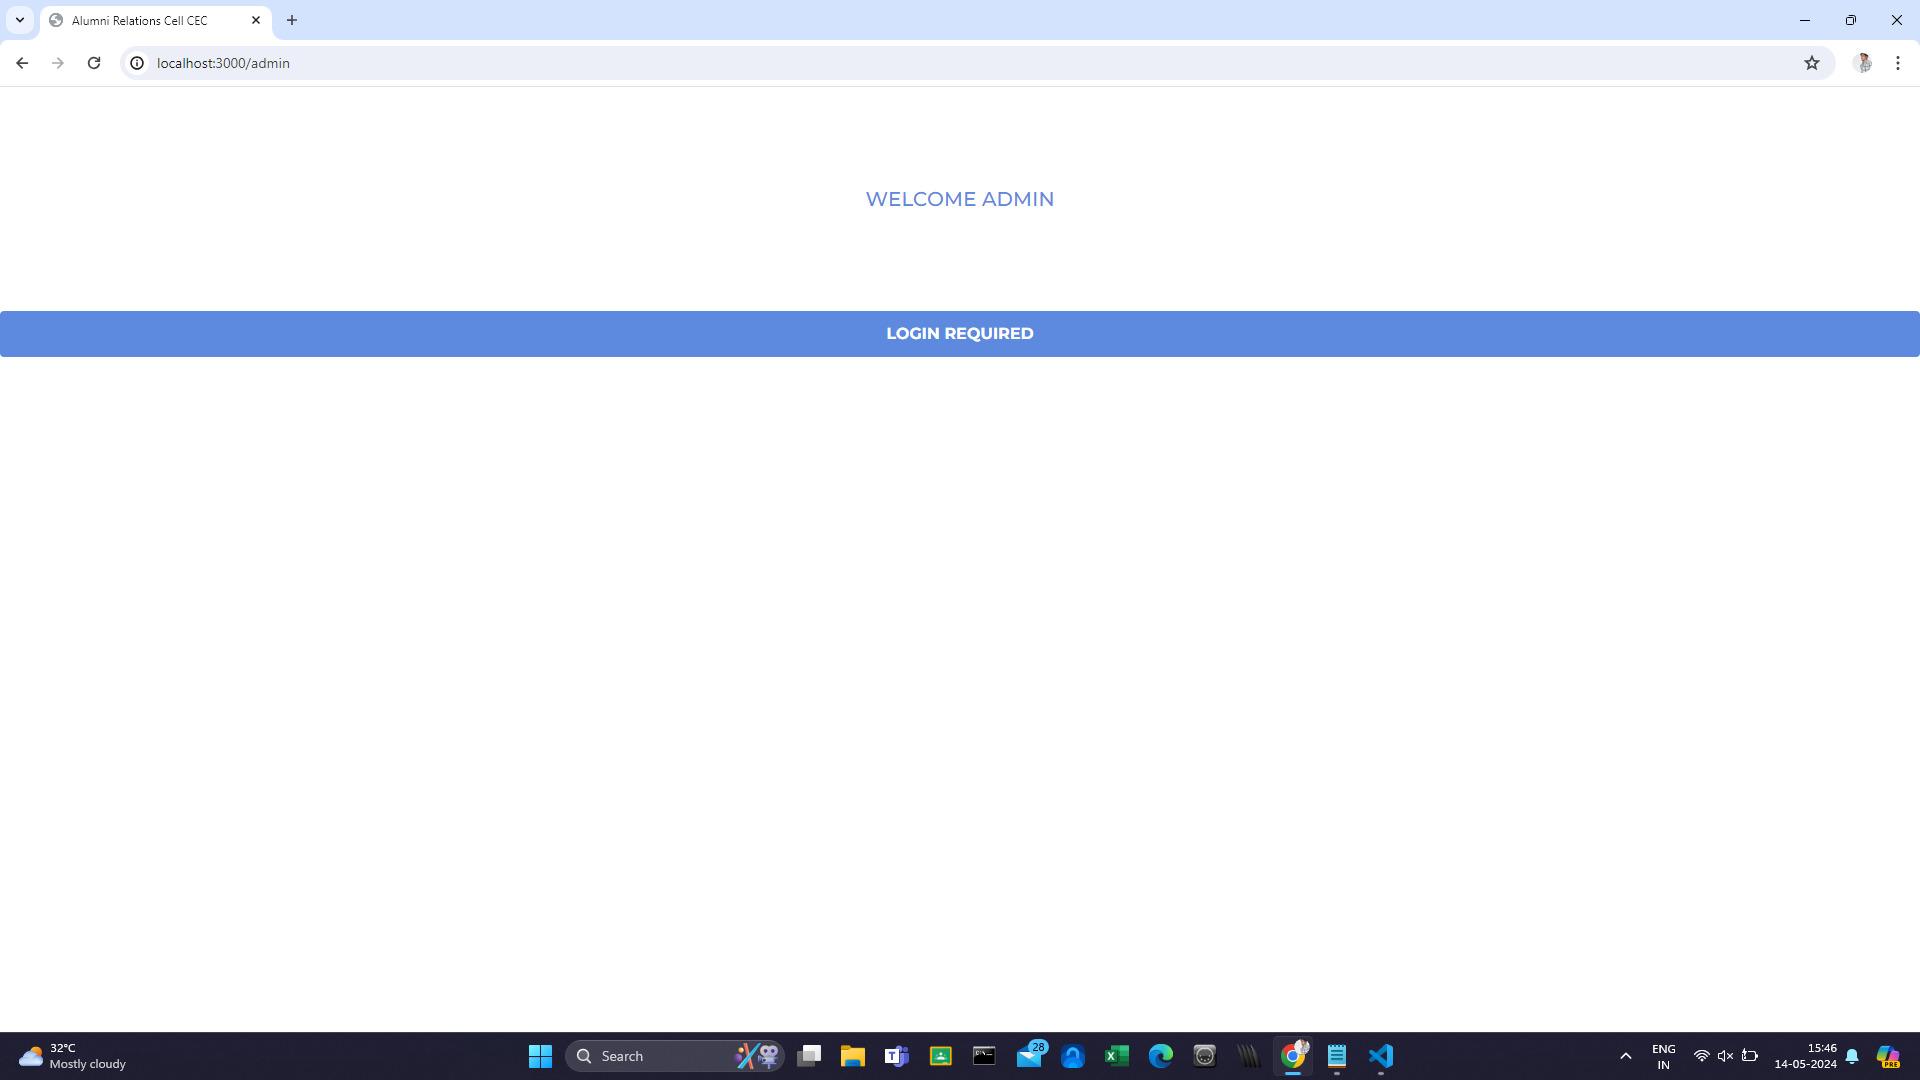 Alumni Relations Cell CEC
localhost:3000/admin
WELCOME ADMIN
LOGIN REQUIRED
32°C
Mostly cloudy
Search
28
ENG
IN
15:46
14-05-2024
PRE